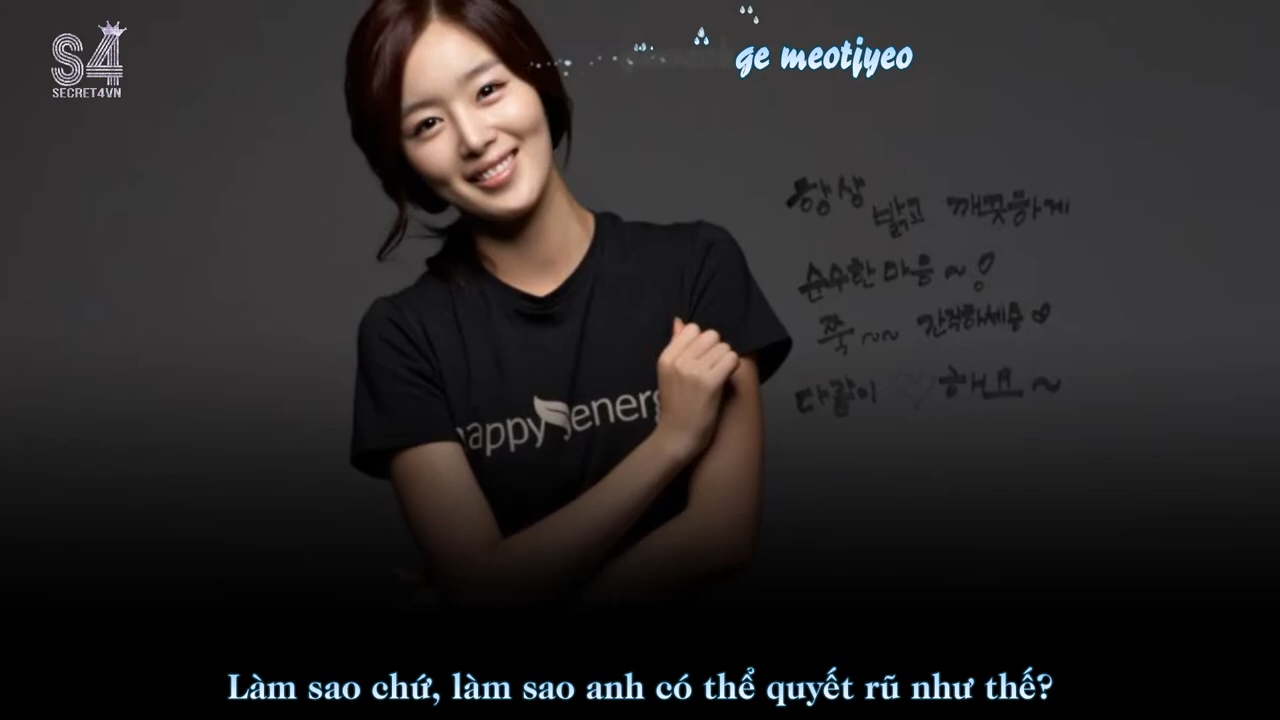 S4
SECRET4VN
ge meotjyeo
항상 밝고 깨끗하게
순수한 마음 ~ !
쭉 ~~ 간직하세용 ♡
다같이 ♡ 해요 ~
happy energ
Làm sao chứ, làm sao anh có thể quyết rũ như thế?